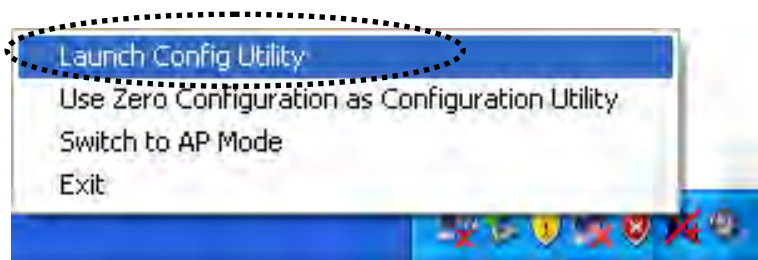 Launch Config Utility
Use Zero Configuration as Configuration Utility
Switch to AP Mode
Exit